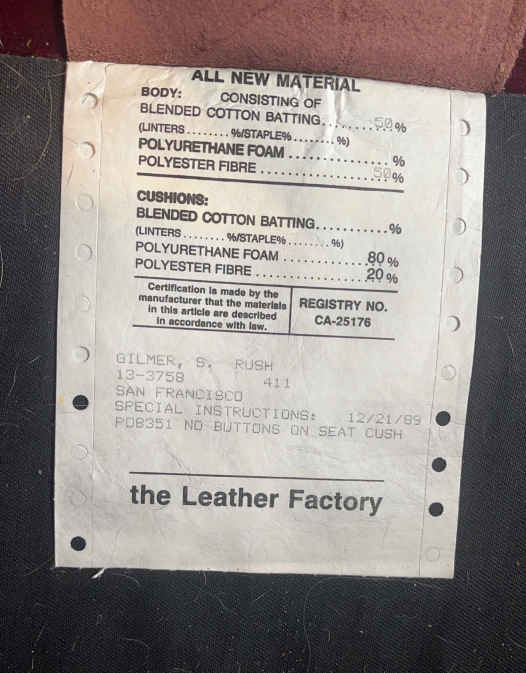 ALL NEW MATERIAL
BODY: CONSISTING OF
BLENDED COTTON BATTING..........50%
(LINTERS........%/STAPLE%........%)
POLYURETHANE FOAM...............%
POLYESTER FIBRE..................50%
CUSHIONS:
BLENDED COTTON BATTING...........%
(LINTERS........%/STAPLE%........%)
POLYURETHANE FOAM.............80%
POLYESTER FIBRE.................20%
Certification is made by the
manufacturer that the materials
in this article are described
in accordance with law.
REGISTRY NO.
CA-25176
GILMER, S. RUSH
13-3758 411
SAN FRANCISCO
SPECIAL INSTRUCTIONS: 12/21/89
PDB351 NO BUTTONS ON SEAT CUSH
the Leather Factory